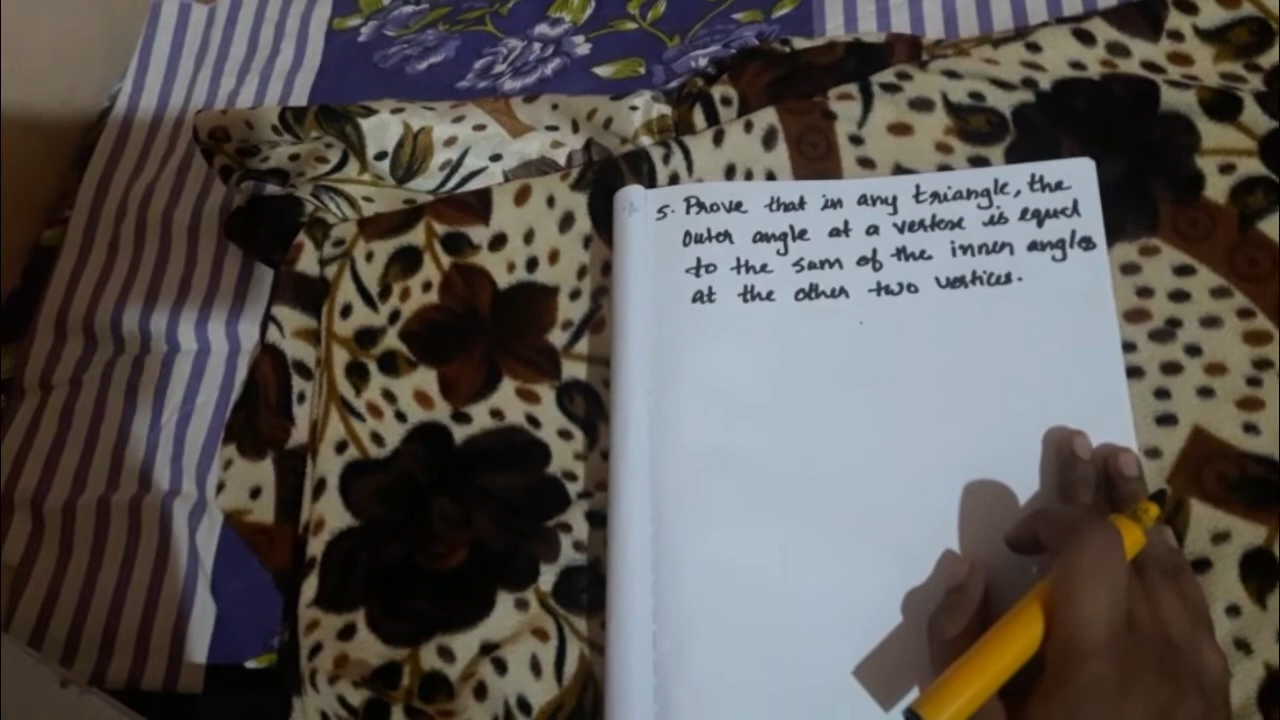 5. Prove that in any triangle, the
outer angle at a vertex is equal
to the sum of the inner angles
at the other two vertices.